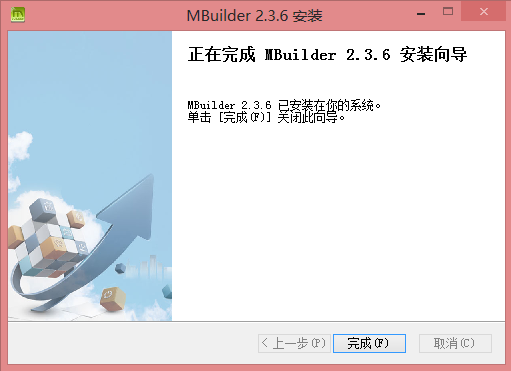 MBuilder 2.3.6 安装
正在完成 MBuilder 2.3.6 安装向导
MBuilder 2.3.6 已安装在你的系统。
单击 [完成(F)] 关闭此向导。
< 上一步(P)
完成(F)
取消(C)